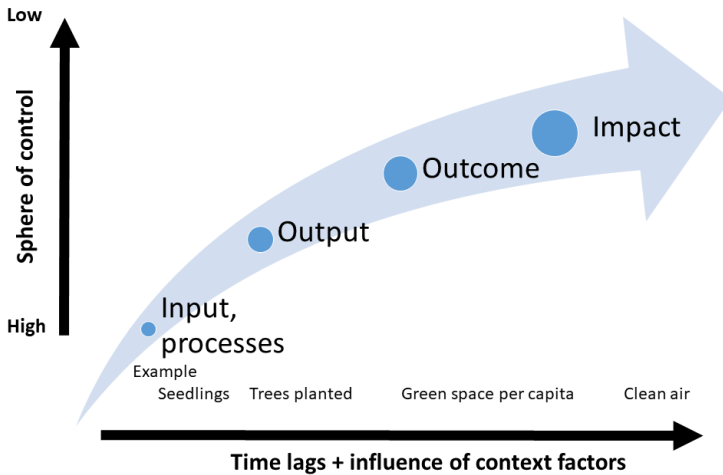 Low
Sphere of control
High
Impact
Outcome
Output
Input,
processes
Example
Seedlings
Trees planted
Green space per capita
Clean air
Time lags + influence of context factors